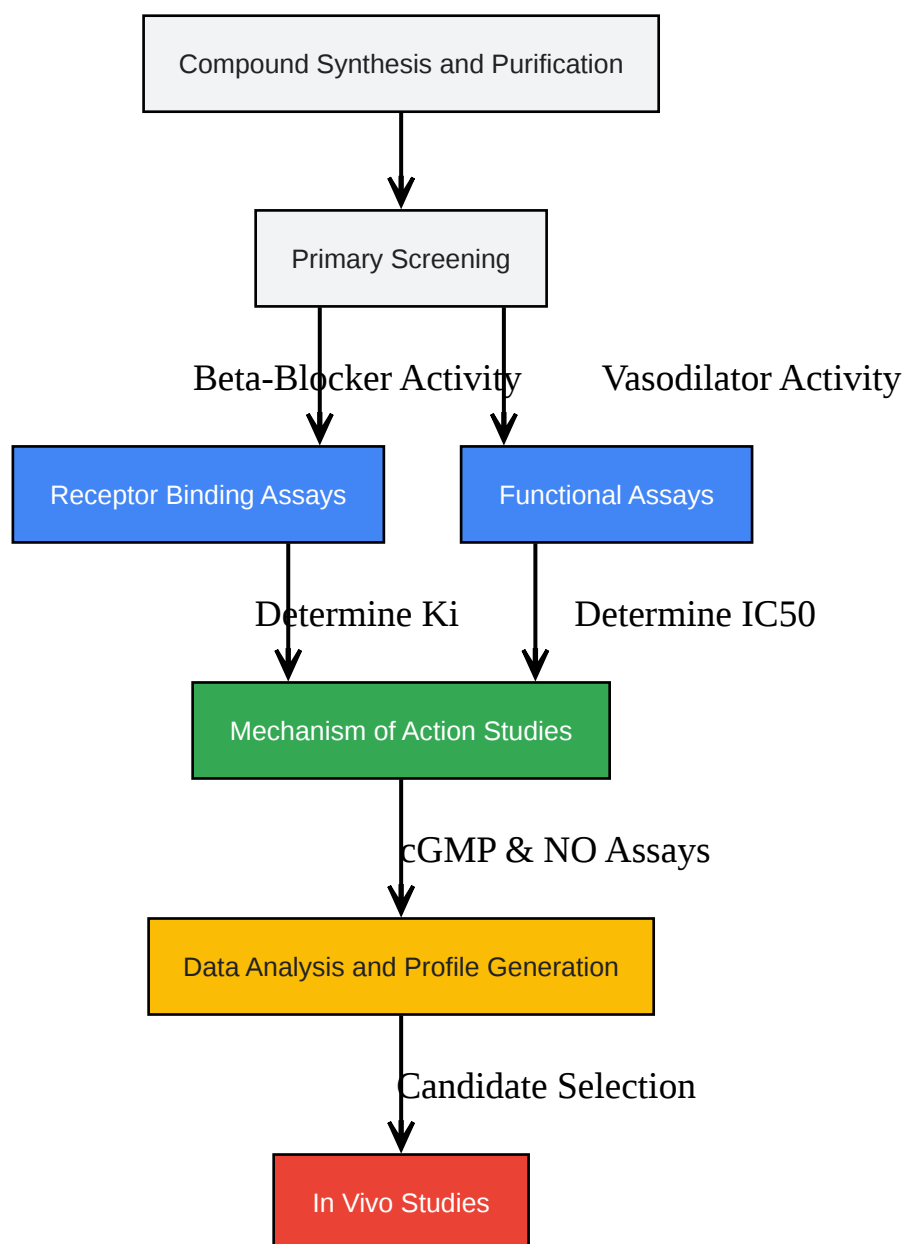 Compound Synthesis and Purification
Primary Screening
Beta-Blocker Activity
Vasodilator Activity
Receptor Binding Assays
Functional Assays
Determine Ki
Determine IC50
Mechanism of Action Studies
cGMP & NO Assays
Data Analysis and Profile Generation
Candidate Selection
In Vivo Studies